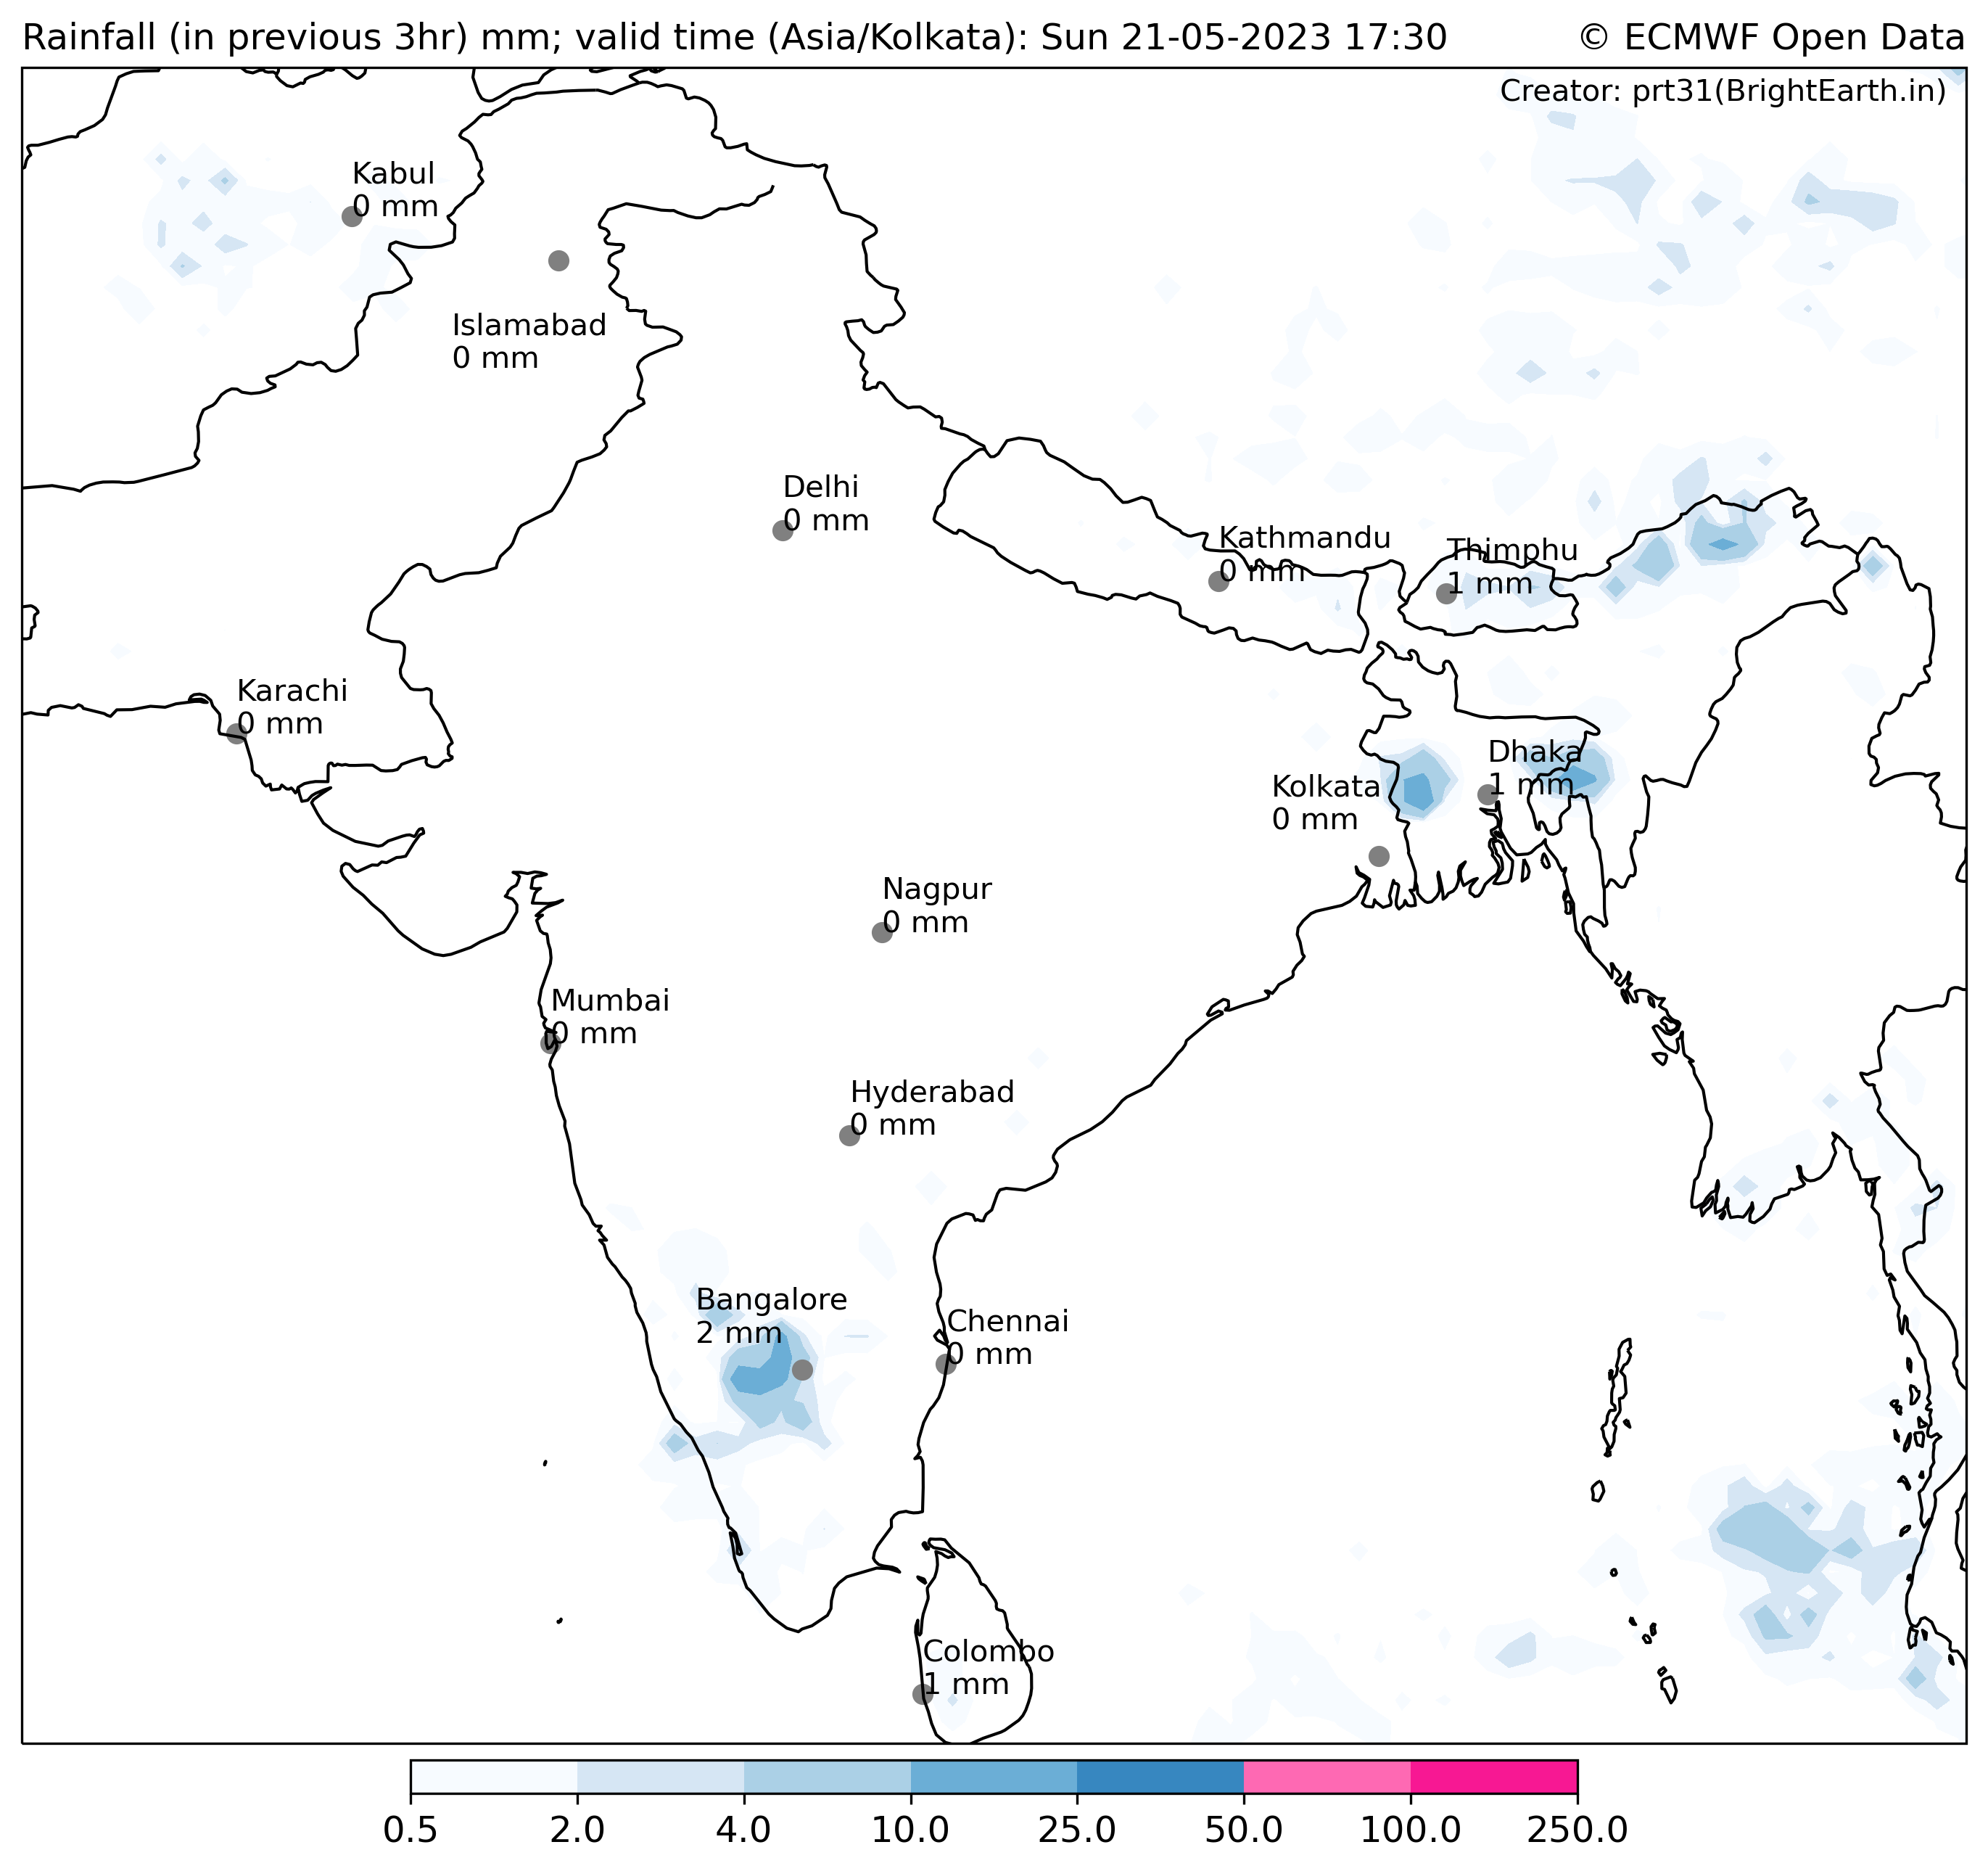 Rainfall (in previous 3hr) mm; valid time (Asia/Kolkata): Sun 21-05-2023 17:30
© ECMWF Open Data
Creator: prt31(BrightEarth.in)
Kabul
0 mm
Islamabad
0 mm
Delhi
0 mm
Kathmandu
0 mm
Thimphu
1 mm
Karachi
0 mm
Dhaka
1 mm
Kolkata
0 mm
Nagpur
0 mm
Mumbai
0 mm
Hyderabad
0 mm
Bangalore
2 mm
Chennai
0 mm
Colombo
1 mm
0.5 2.0 4.0 10.0 25.0 50.0 100.0 250.0